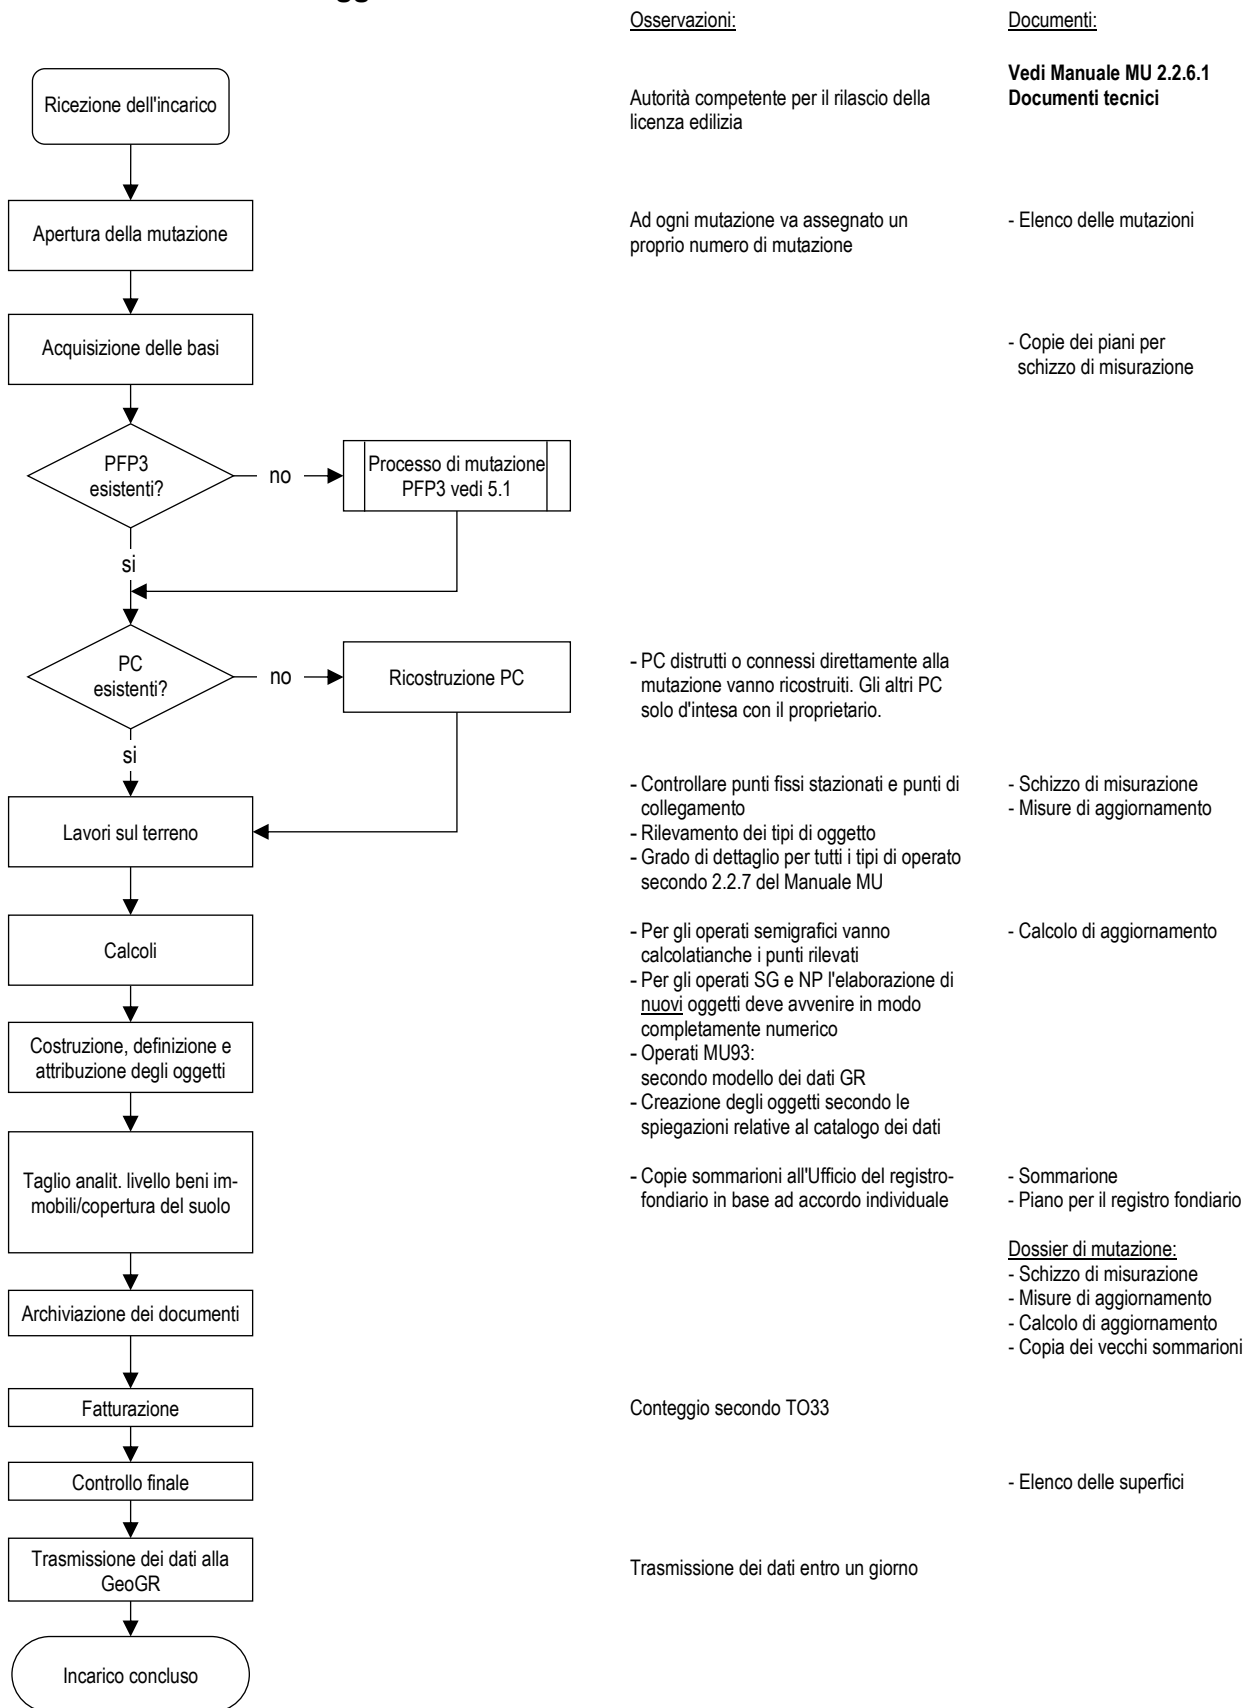 Osservazioni:
Documenti:
Vedi Manuale MU 2.2.6.1
Documenti tecnici
Ricezione dell'incarico
Autorità competente per il rilascio della
licenza edilizia
Apertura della mutazione
Ad ogni mutazione va assegnato un
proprio numero di mutazione
- Elenco delle mutazioni
Acquisizione delle basi
- Copie dei piani per
schizzo di misurazione
PFP3
esistenti?
no
Processo di mutazione
PFP3 vedi 5.1
si
PC
esistenti?
no
Ricostruzione PC
- PC distrutti o connessi direttamente alla
mutazione vanno ricostruiti. Gli altri PC
solo d'intesa con il proprietario.
si
Lavori sul terreno
- Controllare punti fissi stazionati e punti di
collegamento
- Rilevamento dei tipi di oggetto
- Grado di dettaglio per tutti i tipi di operato
secondo 2.2.7 del Manuale MU
- Schizzo di misurazione
- Misure di aggiornamento
Calcoli
- Per gli operati semigrafici vanno
calcolatianche i punti rilevati
- Per gli operati SG e NP l'elaborazione di
nuovi oggetti deve avvenire in modo
completamente numerico
- Operati MU93:
secondo modello dei dati GR
- Creazione degli oggetti secondo le
spiegazioni relative al catalogo dei dati
- Calcolo di aggiornamento
Costruzione, definizione e
attribuzione degli oggetti
Taglio analit. livello beni im-
mobili/copertura del suolo
- Copie sommarioni all'Ufficio del registro-
fondiario in base ad accordo individuale
- Sommarione
- Piano per il registro fondiario
Dossier di mutazione:
- Schizzo di misurazione
- Misure di aggiornamento
- Calcolo di aggiornamento
- Copia dei vecchi sommarioni
Archiviazione dei documenti
Fatturazione
Conteggio secondo TO33
Controllo finale
- Elenco delle superfici
Trasmissione dei dati alla
GeoGR
Trasmissione dei dati entro un giorno
Incarico concluso